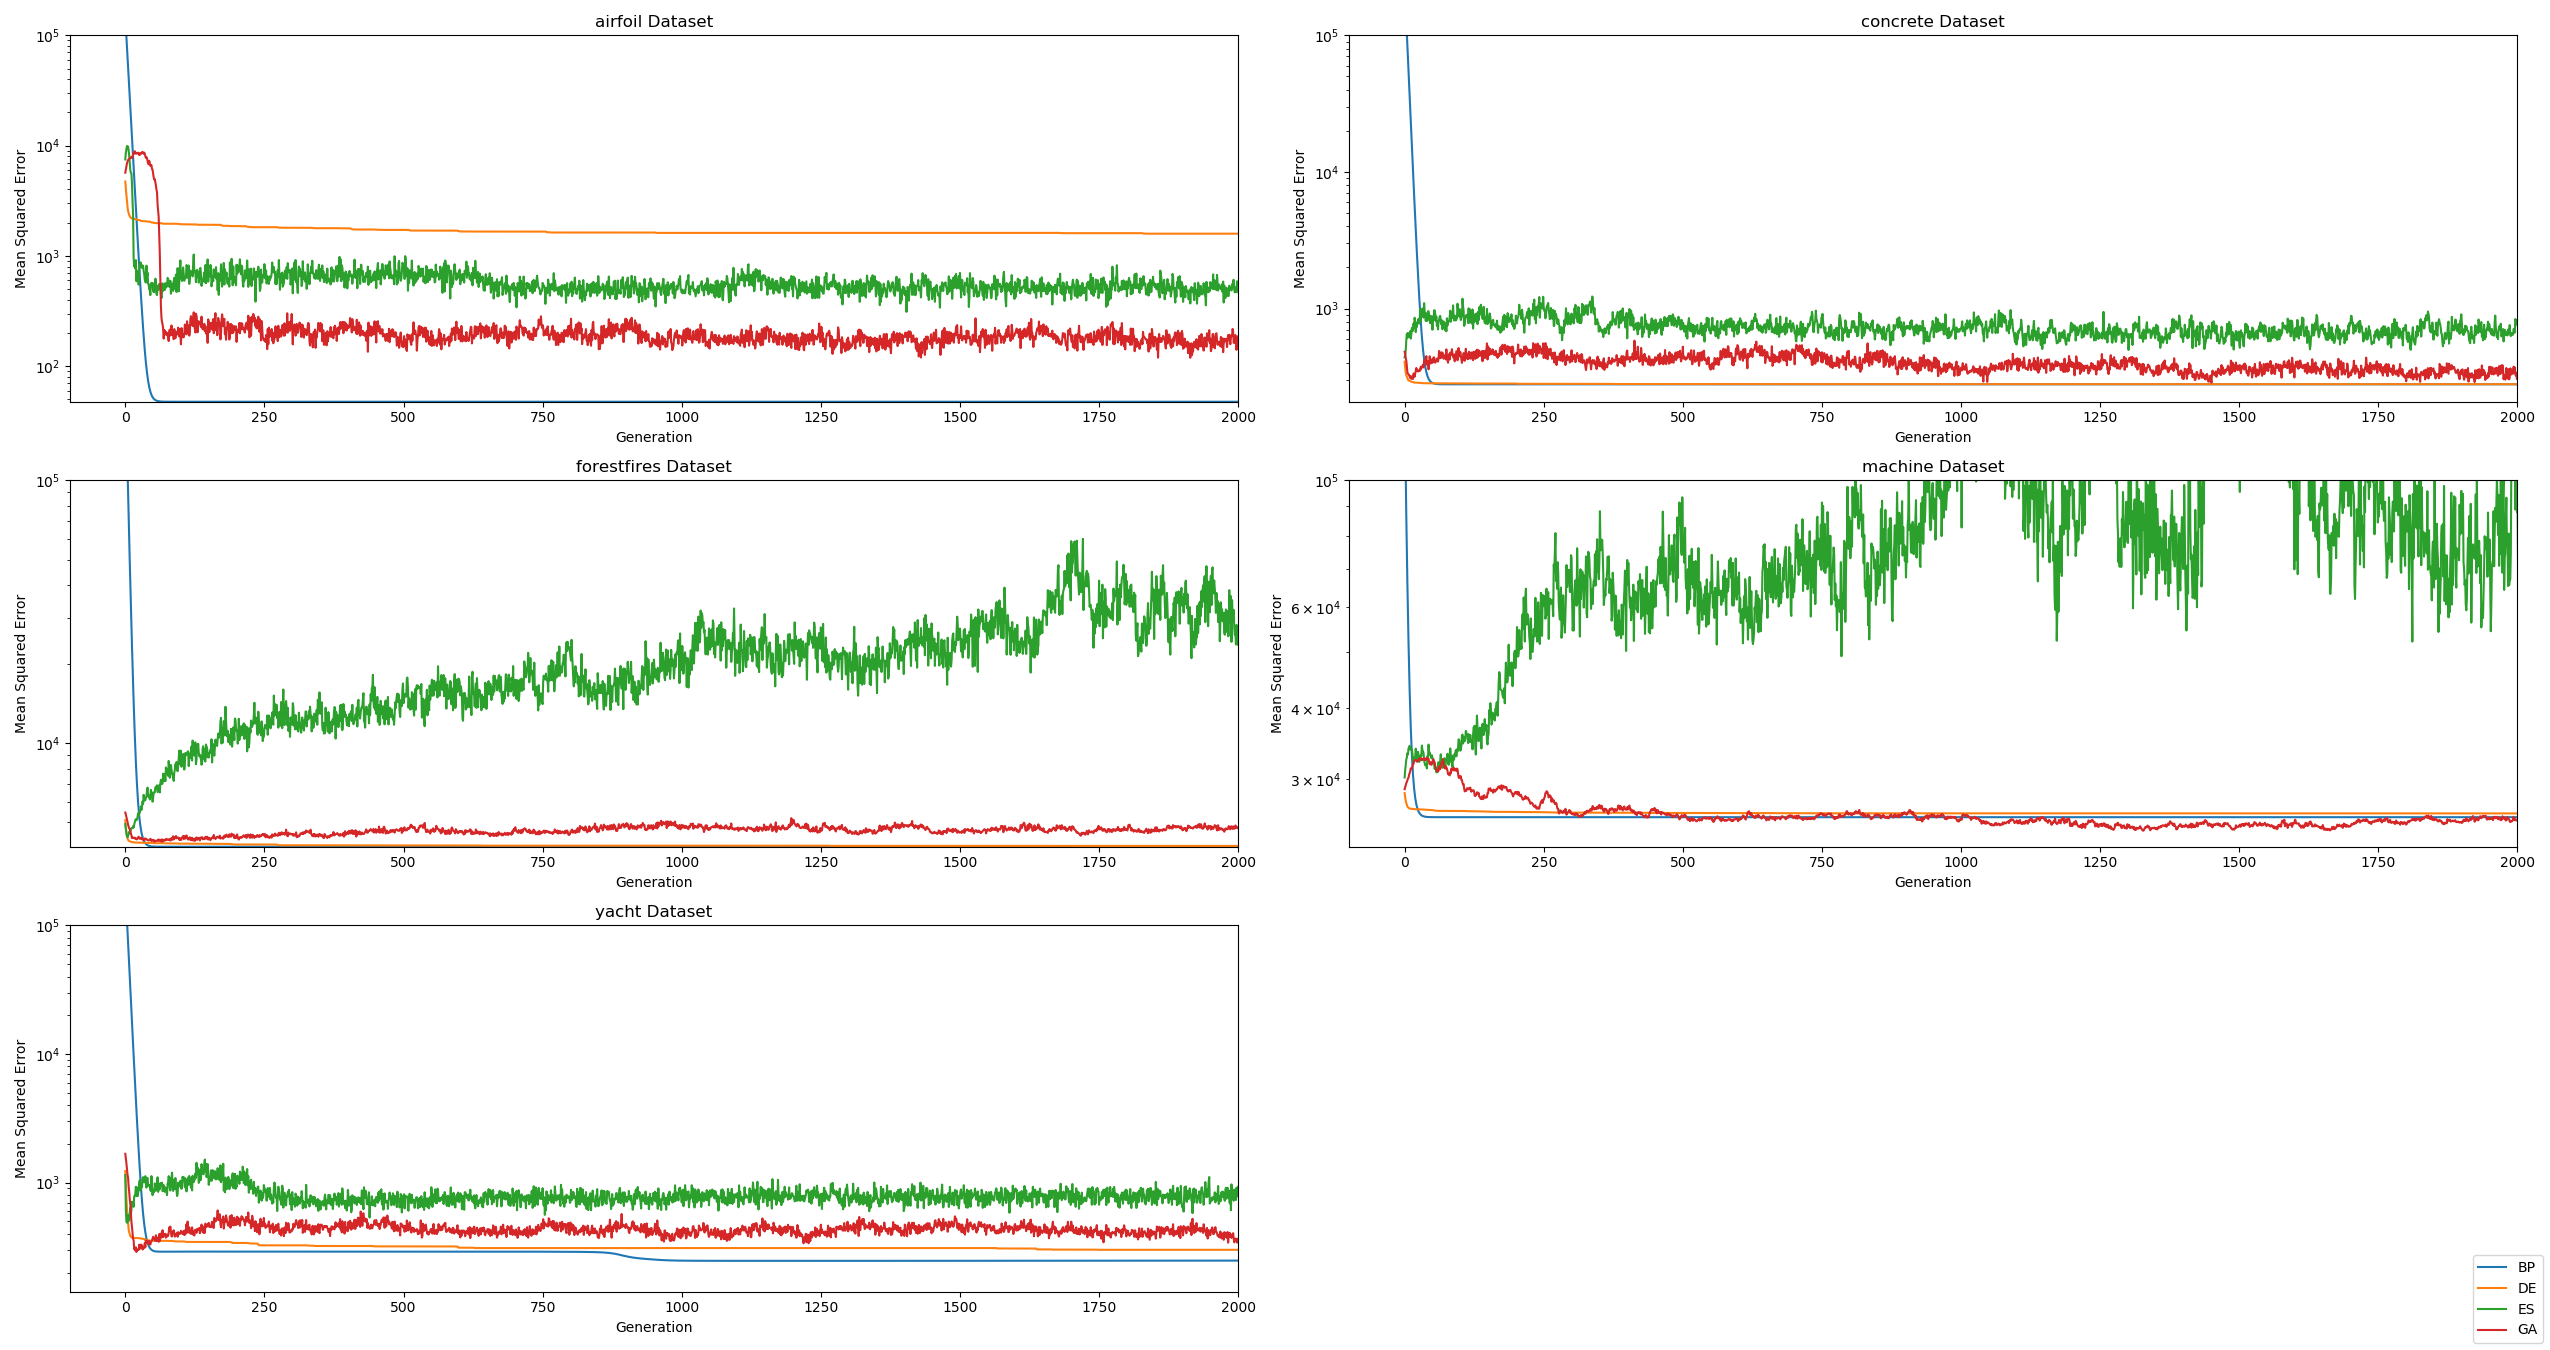 airfoil Dataset
10^5
10^4
10^3
10^2
Mean Squared Error
0 250 500 750 1000 1250 1500 1750 2000
Generation
concrete Dataset
10^5
10^4
10^3
Mean Squared Error
0 250 500 750 1000 1250 1500 1750 2000
Generation
forestfires Dataset
10^5
10^4
Mean Squared Error
0 250 500 750 1000 1250 1500 1750 2000
Generation
machine Dataset
10^5
6 × 10^4
4 × 10^4
3 × 10^4
Mean Squared Error
0 250 500 750 1000 1250 1500 1750 2000
Generation
yacht Dataset
10^5
10^4
10^3
Mean Squared Error
0 250 500 750 1000 1250 1500 1750 2000
Generation
BP
DE
ES
GA